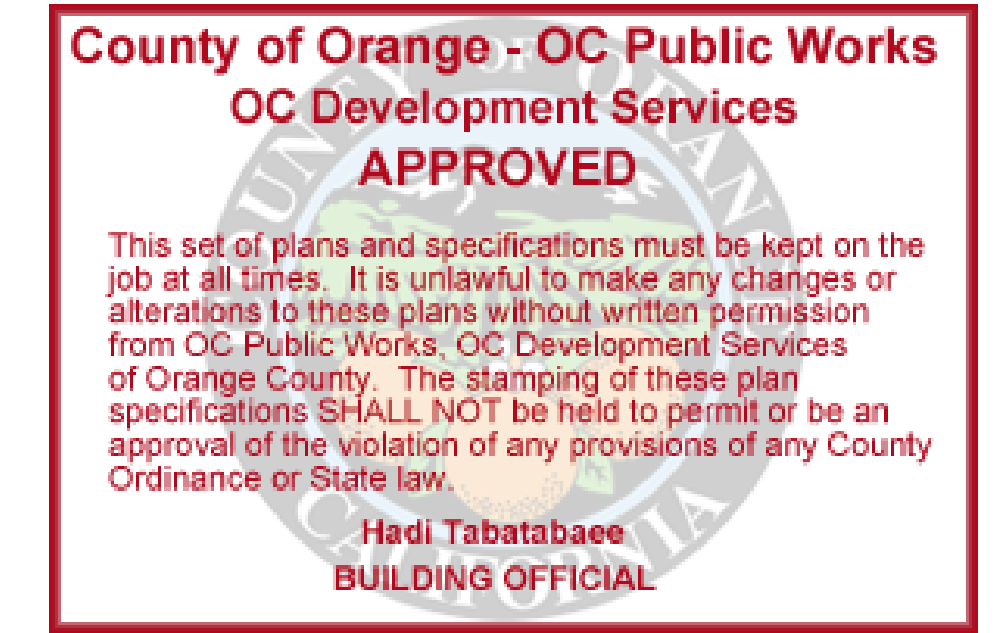 County of Orange - OC Public Works
OC Development Services
APPROVED
This set of plans and specifications must be kept on the
job at all times.  It is unlawful to make any changes or
alterations to these plans without written permission
from OC Public Works, OC Development Services
of Orange County.  The stamping of these plan
specifications SHALL NOT be held to permit or be an
approval of the violation of any provisions of any County
Ordinance or State law.
Hadi Tabatabaee
BUILDING OFFICIAL
COUNTY OF ORANGE
CALIFORNIA